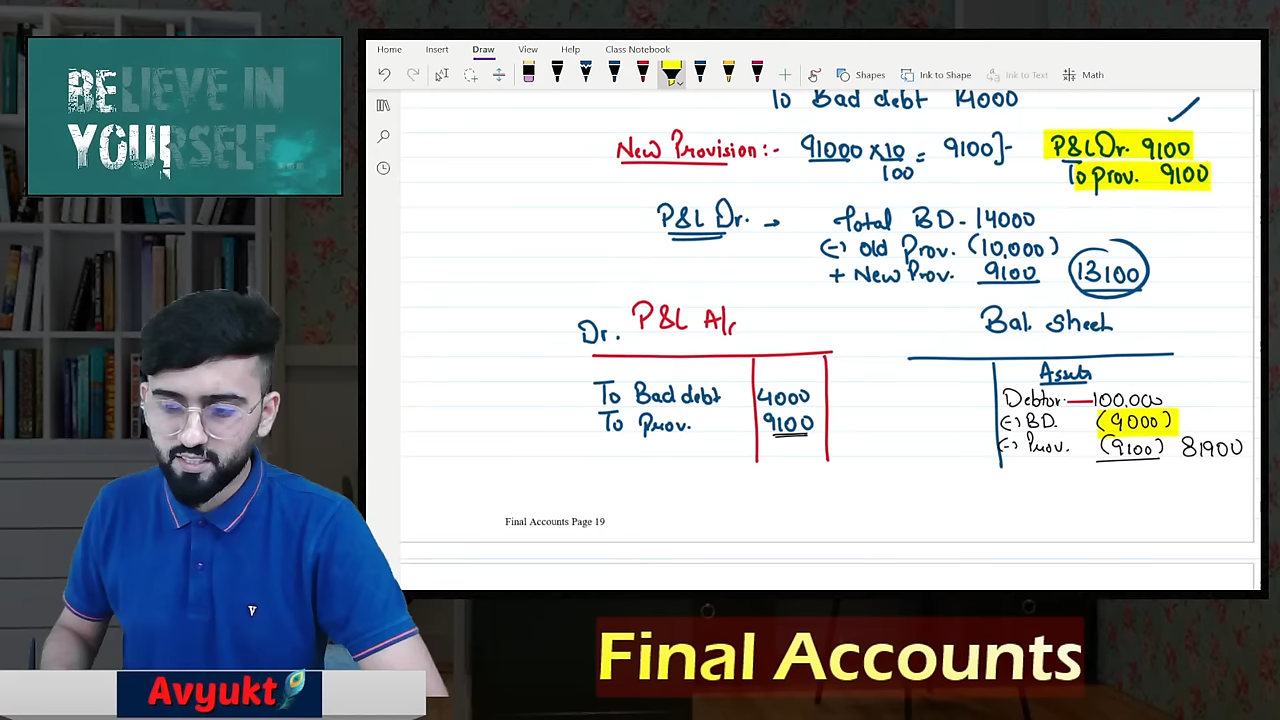 BELIEVE IN
YOURSELF...
Home Insert Draw View Help Class Notebook
Shapes Ink to Shape Ink to Text Math
To Bad debt 14000
New Provision:- 91000 × 10 = 9100]-
100
P&L Dr. 9100
To prov. 9100
P&L Dr. → Total BD - 14000
(-) Old Prov. (10,000)
+ New Prov. 9100 13100
Dr. P&L A/c
To Bad debt 4000
To Prov. 9100
Bal. Sheet
Assets
Debtor 100,000
(-) BD. (9000)
(-) Prov. (9100) 81900
Final Accounts Page 19
V
Final Accounts
Avyukt